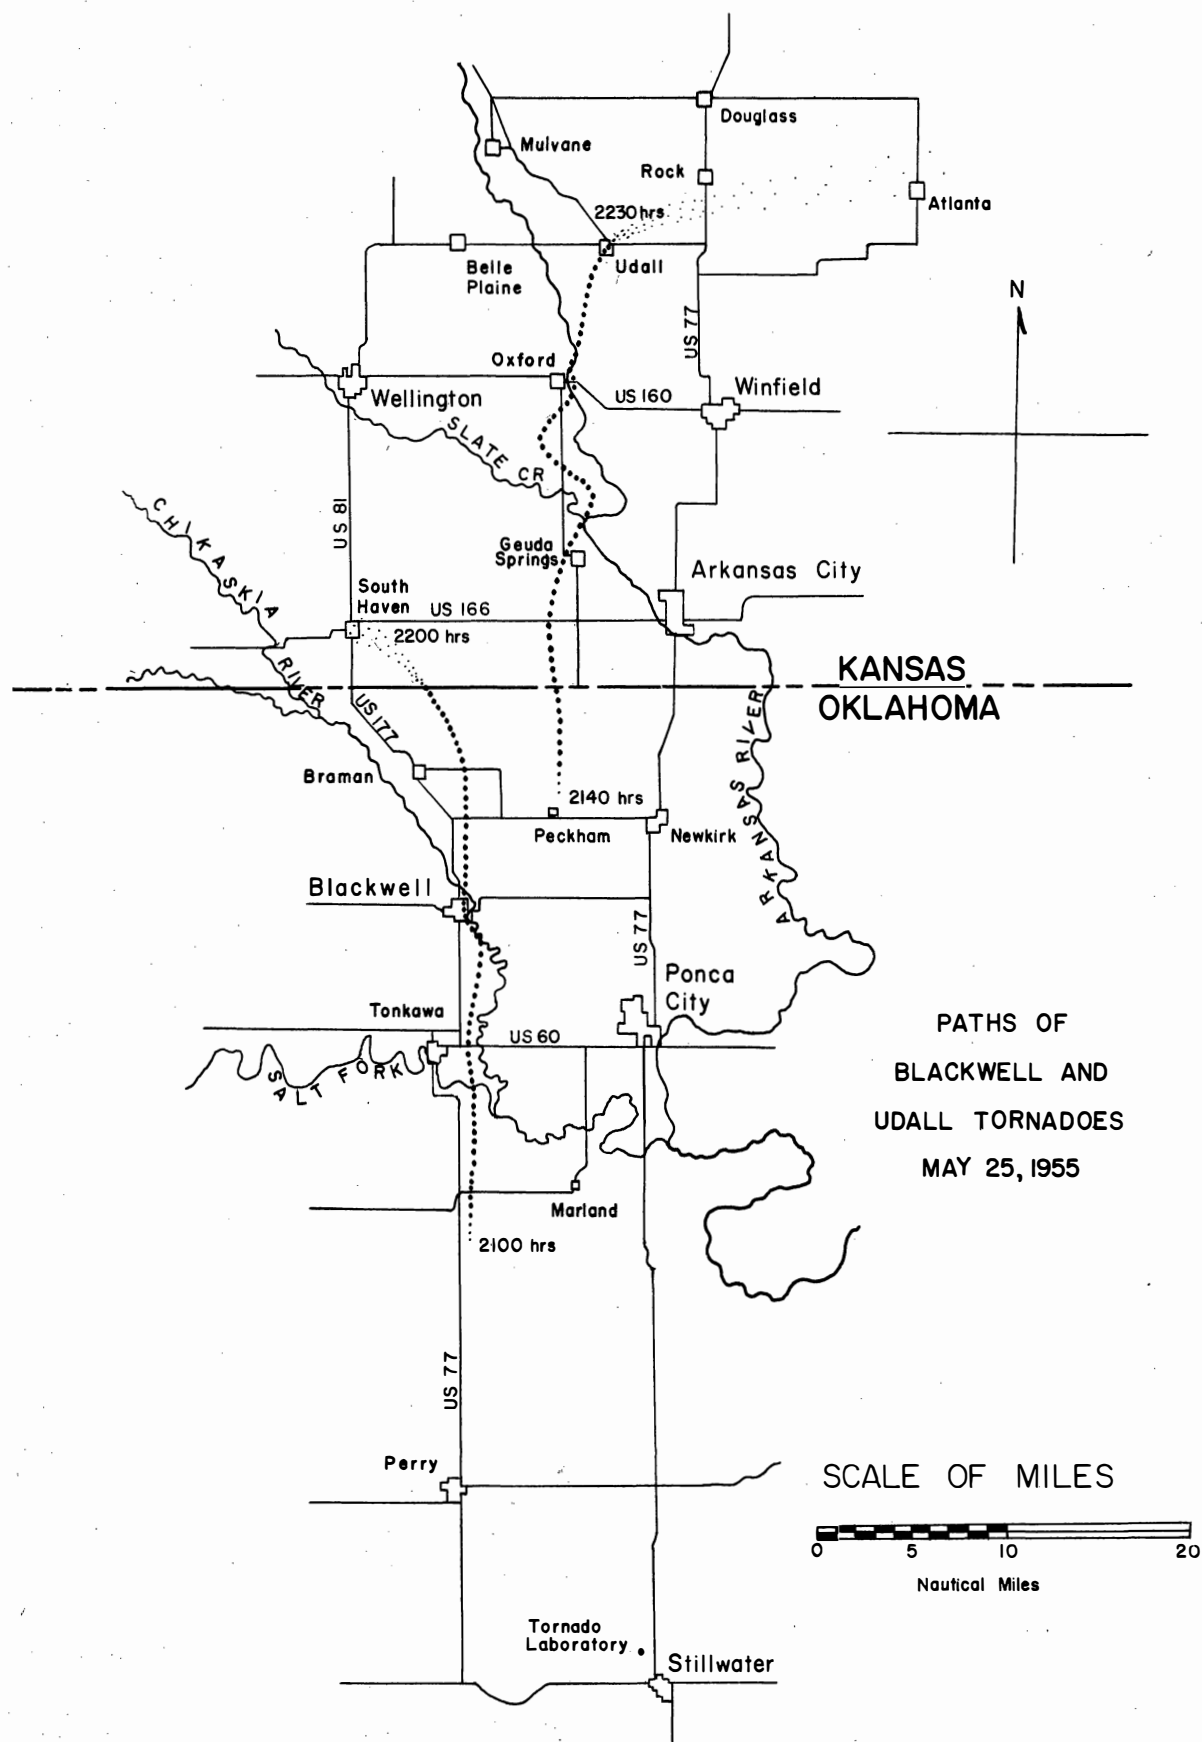 Douglass
Mulvane
Rock
Atlanta
2230 hrs.
Belle
Plaine
Udall
N
US 77
Oxford
Wellington
US 160
Winfield
SLATE CR
CHIKASKIA
RIVER
US 81
Geuda
Springs
Arkansas City
South
Haven
US 166
2200 hrs
KANSAS
OKLAHOMA
US 177
ARKANSAS RIVER
Braman
2140 hrs
Peckham
Newkirk
Blackwell
US 77
Ponca
City
Tonkawa
US 60
SALT FORK
PATHS OF
BLACKWELL AND
UDALL TORNADOES
MAY 25, 1955
Marland
2100 hrs
US 77
Perry
SCALE OF MILES
0 5 10 20
Nautical Miles
Tornado
Laboratory
Stillwater